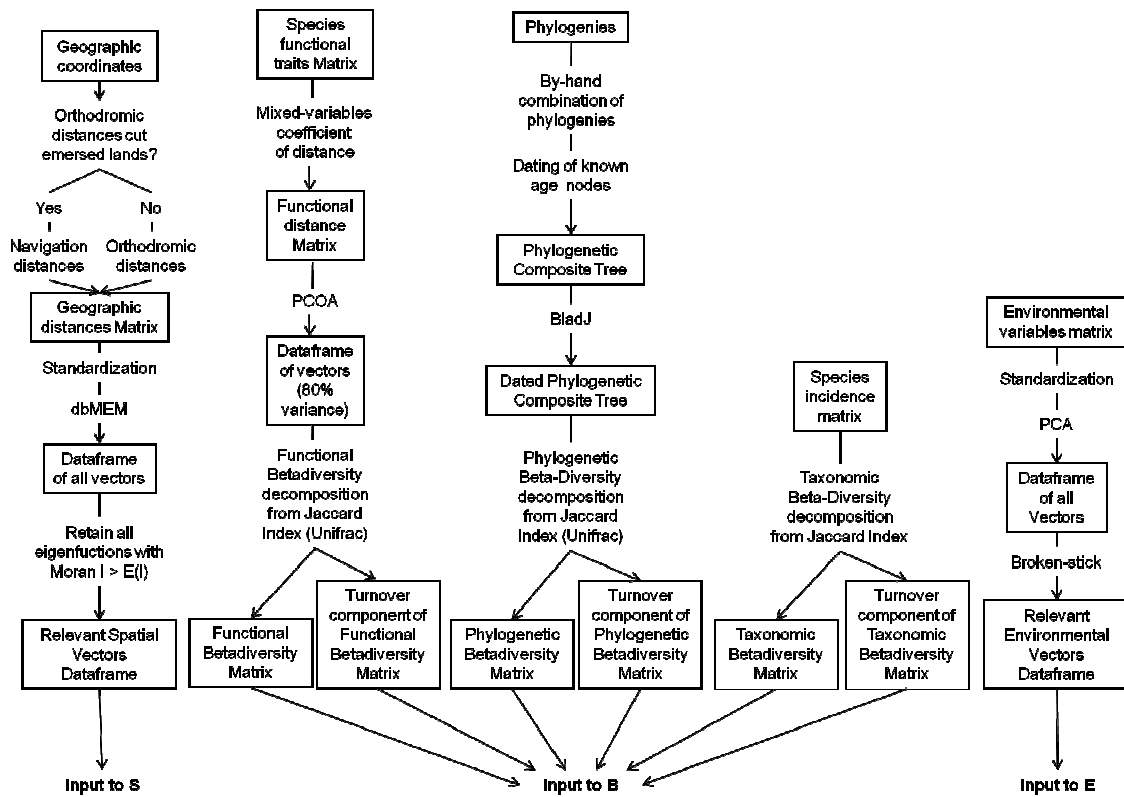 Geographic
coordinates
Orthodromic
distances cut
emersed lands?
Yes
No
Navigation
distances
Orthodromic
distances
Geographic
distances Matrix
Standardization
dbMEM
Dataframe
of all vectors
Retain all
eigenfuctions with
Moran I > E(I)
Relevant Spatial
Vectors
Dataframe
Input to S
Species
functional
traits Matrix
Mixed-variables
coefficient
of distance
Functional
distance
Matrix
PCOA
Dataframe
of vectors
(80%
variance)
Functional
Betadiversity
decomposition
from Jaccard
Index (Unifrac)
Functional
Betadiversity
Matrix
Turnover
component of
Functional
Betadiversity
Matrix
Phylogenies
By-hand
combination of
phylogenies
Dating of known
age nodes
Phylogenetic
Composite Tree
BladJ
Dated Phylogenetic
Composite Tree
Phylogenetic
Beta-Diversity
decomposition
from Jaccard
Index (Unifrac)
Phylogenetic
Betadiversity
Matrix
Turnover
component of
Phylogenetic
Betadiversity
Matrix
Species
incidence
matrix
Taxonomic
Beta-Diversity
decomposition
from Jaccard Index
Taxonomic
Betadiversity
Matrix
Turnover
component of
Taxonomic
Betadiversity
Matrix
Input to B
Environmental
variables matrix
Standardization
PCA
Dataframe
of all
Vectors
Broken-stick
Relevant
Environmental
Vectors
Dataframe
Input to E